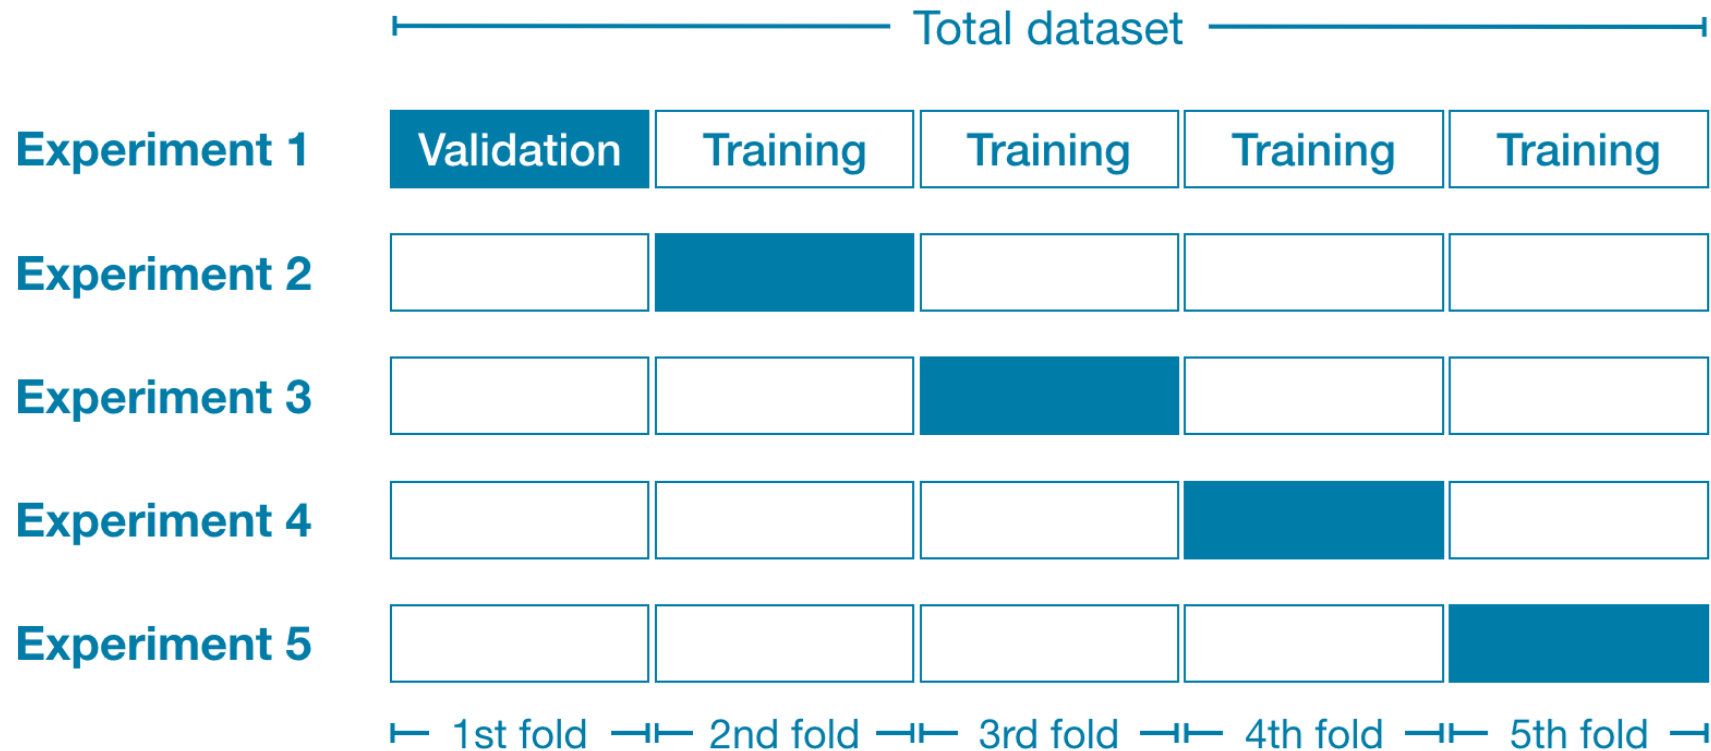 Total dataset
Experiment 1 Validation Training Training Training Training
Experiment 2
Experiment 3
Experiment 4
Experiment 5
1st fold 2nd fold 3rd fold 4th fold 5th fold